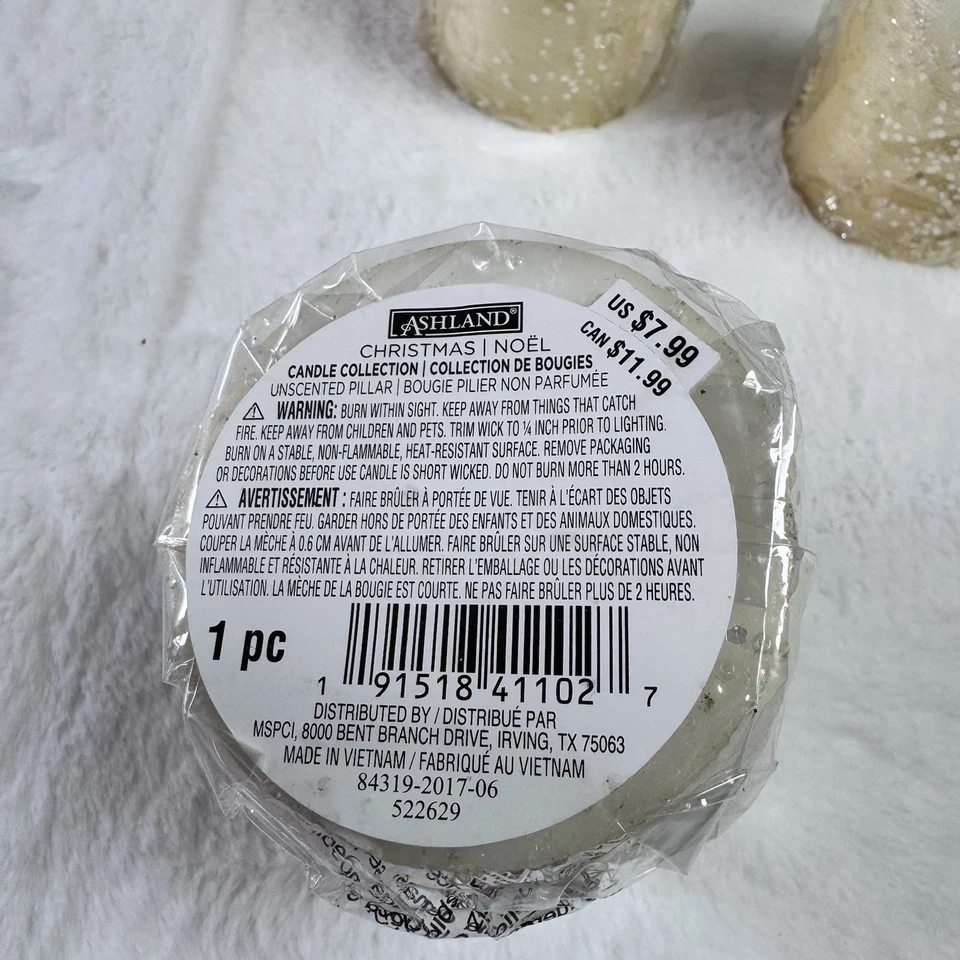 ASHLAND®
CHRISTMAS | NOËL
CANDLE COLLECTION | COLLECTION DE BOUGIES
UNSCENTED PILLAR | BOUGIE PILIER NON PARFUMÉE
US $7.99
CAN $11.99
⚠ WARNING: BURN WITHIN SIGHT. KEEP AWAY FROM THINGS THAT CATCH
FIRE. KEEP AWAY FROM CHILDREN AND PETS. TRIM WICK TO ¼ INCH PRIOR TO LIGHTING.
BURN ON A STABLE, NON-FLAMMABLE, HEAT-RESISTANT SURFACE. REMOVE PACKAGING
OR DECORATIONS BEFORE USE CANDLE IS SHORT WICKED. DO NOT BURN MORE THAN 2 HOURS.
⚠ AVERTISSEMENT : FAIRE BRÛLER À PORTÉE DE VUE. TENIR À L'ÉCART DES OBJETS
POUVANT PRENDRE FEU. GARDER HORS DE PORTÉE DES ENFANTS ET DES ANIMAUX DOMESTIQUES.
COUPER LA MÈCHE À 0.6 CM AVANT DE L'ALLUMER. FAIRE BRÛLER SUR UNE SURFACE STABLE, NON
INFLAMMABLE ET RÉSISTANTE À LA CHALEUR. RETIRER L'EMBALLAGE OU LES DÉCORATIONS AVANT
L'UTILISATION. LA MÈCHE DE LA BOUGIE EST COURTE. NE PAS FAIRE BRÛLER PLUS DE 2 HEURES.
1 pc
1 91518 41102 7
DISTRIBUTED BY / DISTRIBUÉ PAR
MSPCI, 8000 BENT BRANCH DRIVE, IRVING, TX 75063
MADE IN VIETNAM / FABRIQUÉ AU VIETNAM
84319-2017-06
522629